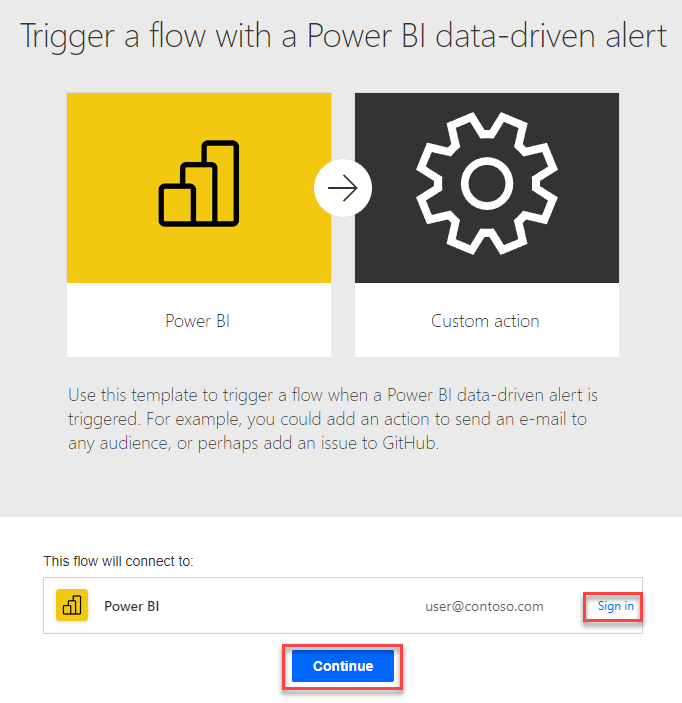 Trigger a flow with a Power BI data-driven alert
Power BI
Custom action
Use this template to trigger a flow when a Power BI data-driven alert is
triggered. For example, you could add an action to send an e-mail to
any audience, or perhaps add an issue to GitHub.
This flow will connect to:
Power BI user@contoso.com Sign in
Continue